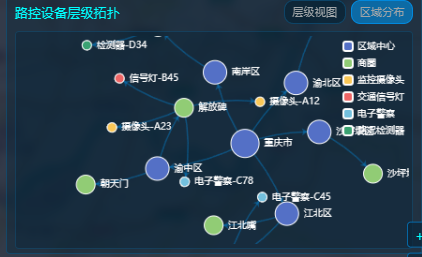 路控设备层级拓扑
层级视图
区域分布
检测器-D34
南岸区
区域中心
商圈
信号灯-B45
渝北区
监控摄像头
解放碑
摄像头-A12
交通信号灯
电子警察
摄像头-A23
重庆市
检测器
渝中区
电子警察-C78
朝天门
电子警察-C45
江北区
江北嘴